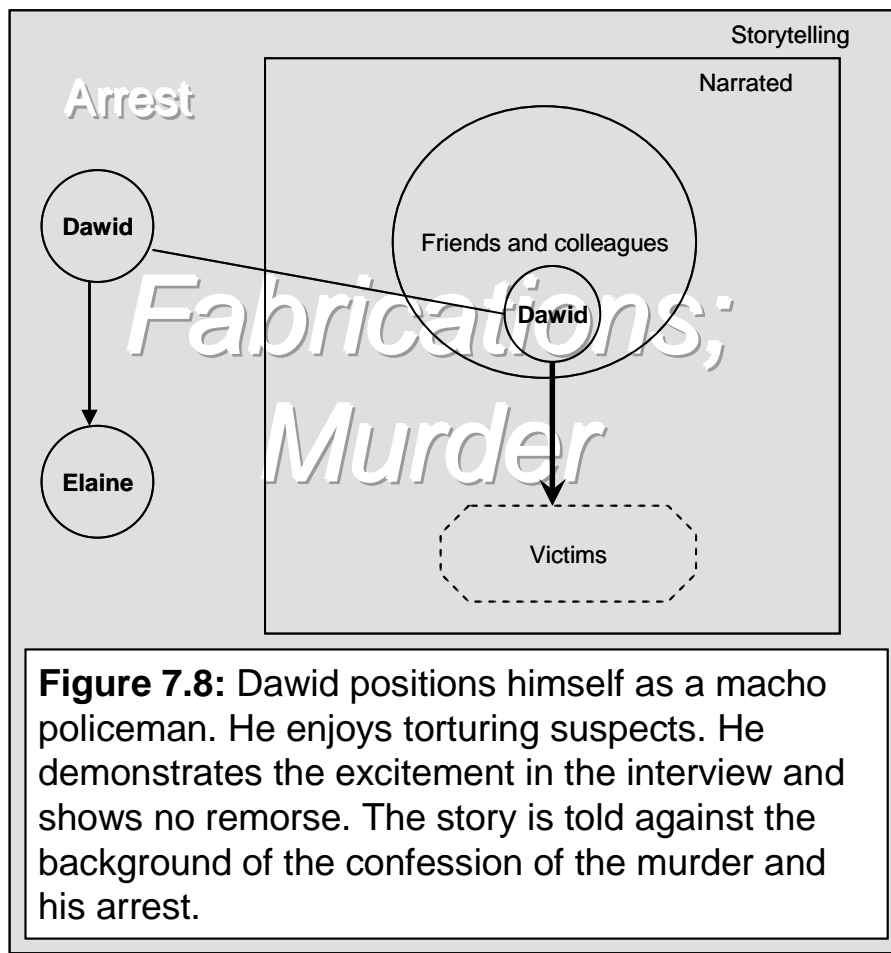 Storytelling
Narrated
Arrest
Dawid
Friends and colleagues
Dawid
Fabrications;
Murder
Elaine
Victims
Figure 7.8: Dawid positions himself as a macho
policeman. He enjoys torturing suspects. He
demonstrates the excitement in the interview and
shows no remorse. The story is told against the
background of the confession of the murder and
his arrest.